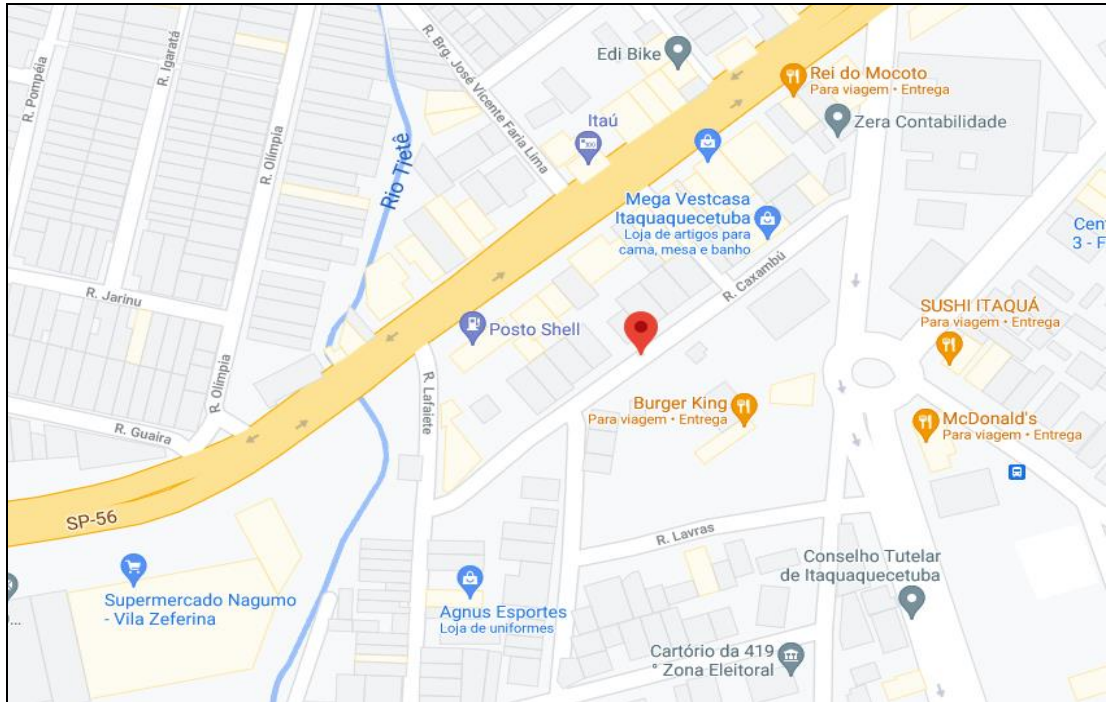 R. Pompéia
R. Igaratá
R. Olímpia
Rio Tietê
R. Brg. José Vicente Faria Lima
Edi Bike
Rei do Mocoto
Para viagem • Entrega
Itaú
Zera Contabilidade
Mega Vestcasa
Itaquaquecetuba
Loja de artigos para
cama, mesa e banho
Cent
3 - F
R. Jarinu
R. Caxambú
SUSHI ITAQUÁ
Para viagem • Entrega
Posto Shell
R. Olímpia
R. Lafaiete
Burger King
Para viagem • Entrega
McDonald's
Para viagem • Entrega
R. Guaira
SP-56
R. Lavras
Conselho Tutelar
de Itaquaquecetuba
Supermercado Nagumo
- Vila Zeferina
Agnus Esportes
Loja de uniformes
Cartório da 419
° Zona Eleitoral